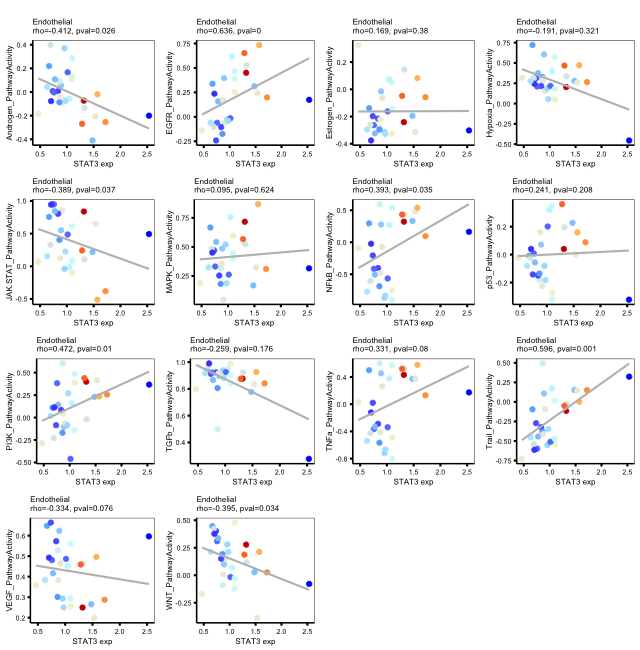 Endothelial
rho=-0.412, pval=0.026
Androgen_PathwayActivity
0.4
0.2
0.0
-0.2
-0.4
0.5 1.0 1.5 2.0 2.5
STAT3 exp
Endothelial
rho=0.636, pval=0
EGFR_PathwayActivity
0.75
0.50
0.25
0.00
-0.25
0.5 1.0 1.5 2.0 2.5
STAT3 exp
Endothelial
rho=0.169, pval=0.38
Estrogen_PathwayActivity
0.2
0.0
-0.2
-0.4
0.5 1.0 1.5 2.0 2.5
STAT3 exp
Endothelial
rho=-0.191, pval=0.321
Hypoxia_PathwayActivity
0.75
0.50
0.25
0.00
-0.25
-0.50
0.5 1.0 1.5 2.0 2.5
STAT3 exp
Endothelial
rho=-0.389, pval=0.037
JAK-STAT_PathwayActivity
1.0
0.5
0.0
-0.5
0.5 1.0 1.5 2.0 2.5
STAT3 exp
Endothelial
rho=0.095, pval=0.624
MAPK_PathwayActivity
0.75
0.50
0.25
0.5 1.0 1.5 2.0 2.5
STAT3 exp
Endothelial
rho=0.393, pval=0.035
NFkB_PathwayActivity
0.5
0.0
-0.5
0.5 1.0 1.5 2.0 2.5
STAT3 exp
Endothelial
rho=0.241, pval=0.208
p53_PathwayActivity
0.2
0.0
-0.2
0.5 1.0 1.5 2.0 2.5
STAT3 exp
Endothelial
rho=0.472, pval=0.01
PI3K_PathwayActivity
0.50
0.25
0.00
-0.25
-0.50
0.5 1.0 1.5 2.0 2.5
STAT3 exp
Endothelial
rho=-0.259, pval=0.176
TGFb_PathwayActivity
1.0
0.8
0.6
0.4
0.5 1.0 1.5 2.0 2.5
STAT3 exp
Endothelial
rho=0.331, pval=0.08
TNFa_PathwayActivity
0.4
0.0
-0.4
-0.8
0.5 1.0 1.5 2.0 2.5
STAT3 exp
Endothelial
rho=0.596, pval=0.001
Trail_PathwayActivity
0.50
0.25
0.00
-0.25
-0.50
-0.75
0.5 1.0 1.5 2.0 2.5
STAT3 exp
Endothelial
rho=-0.334, pval=0.076
VEGF_PathwayActivity
0.6
0.5
0.4
0.3
0.2
0.5 1.0 1.5 2.0 2.5
STAT3 exp
Endothelial
rho=-0.395, pval=0.034
WNT_PathwayActivity
0.50
0.25
0.00
-0.25
0.5 1.0 1.5 2.0 2.5
STAT3 exp